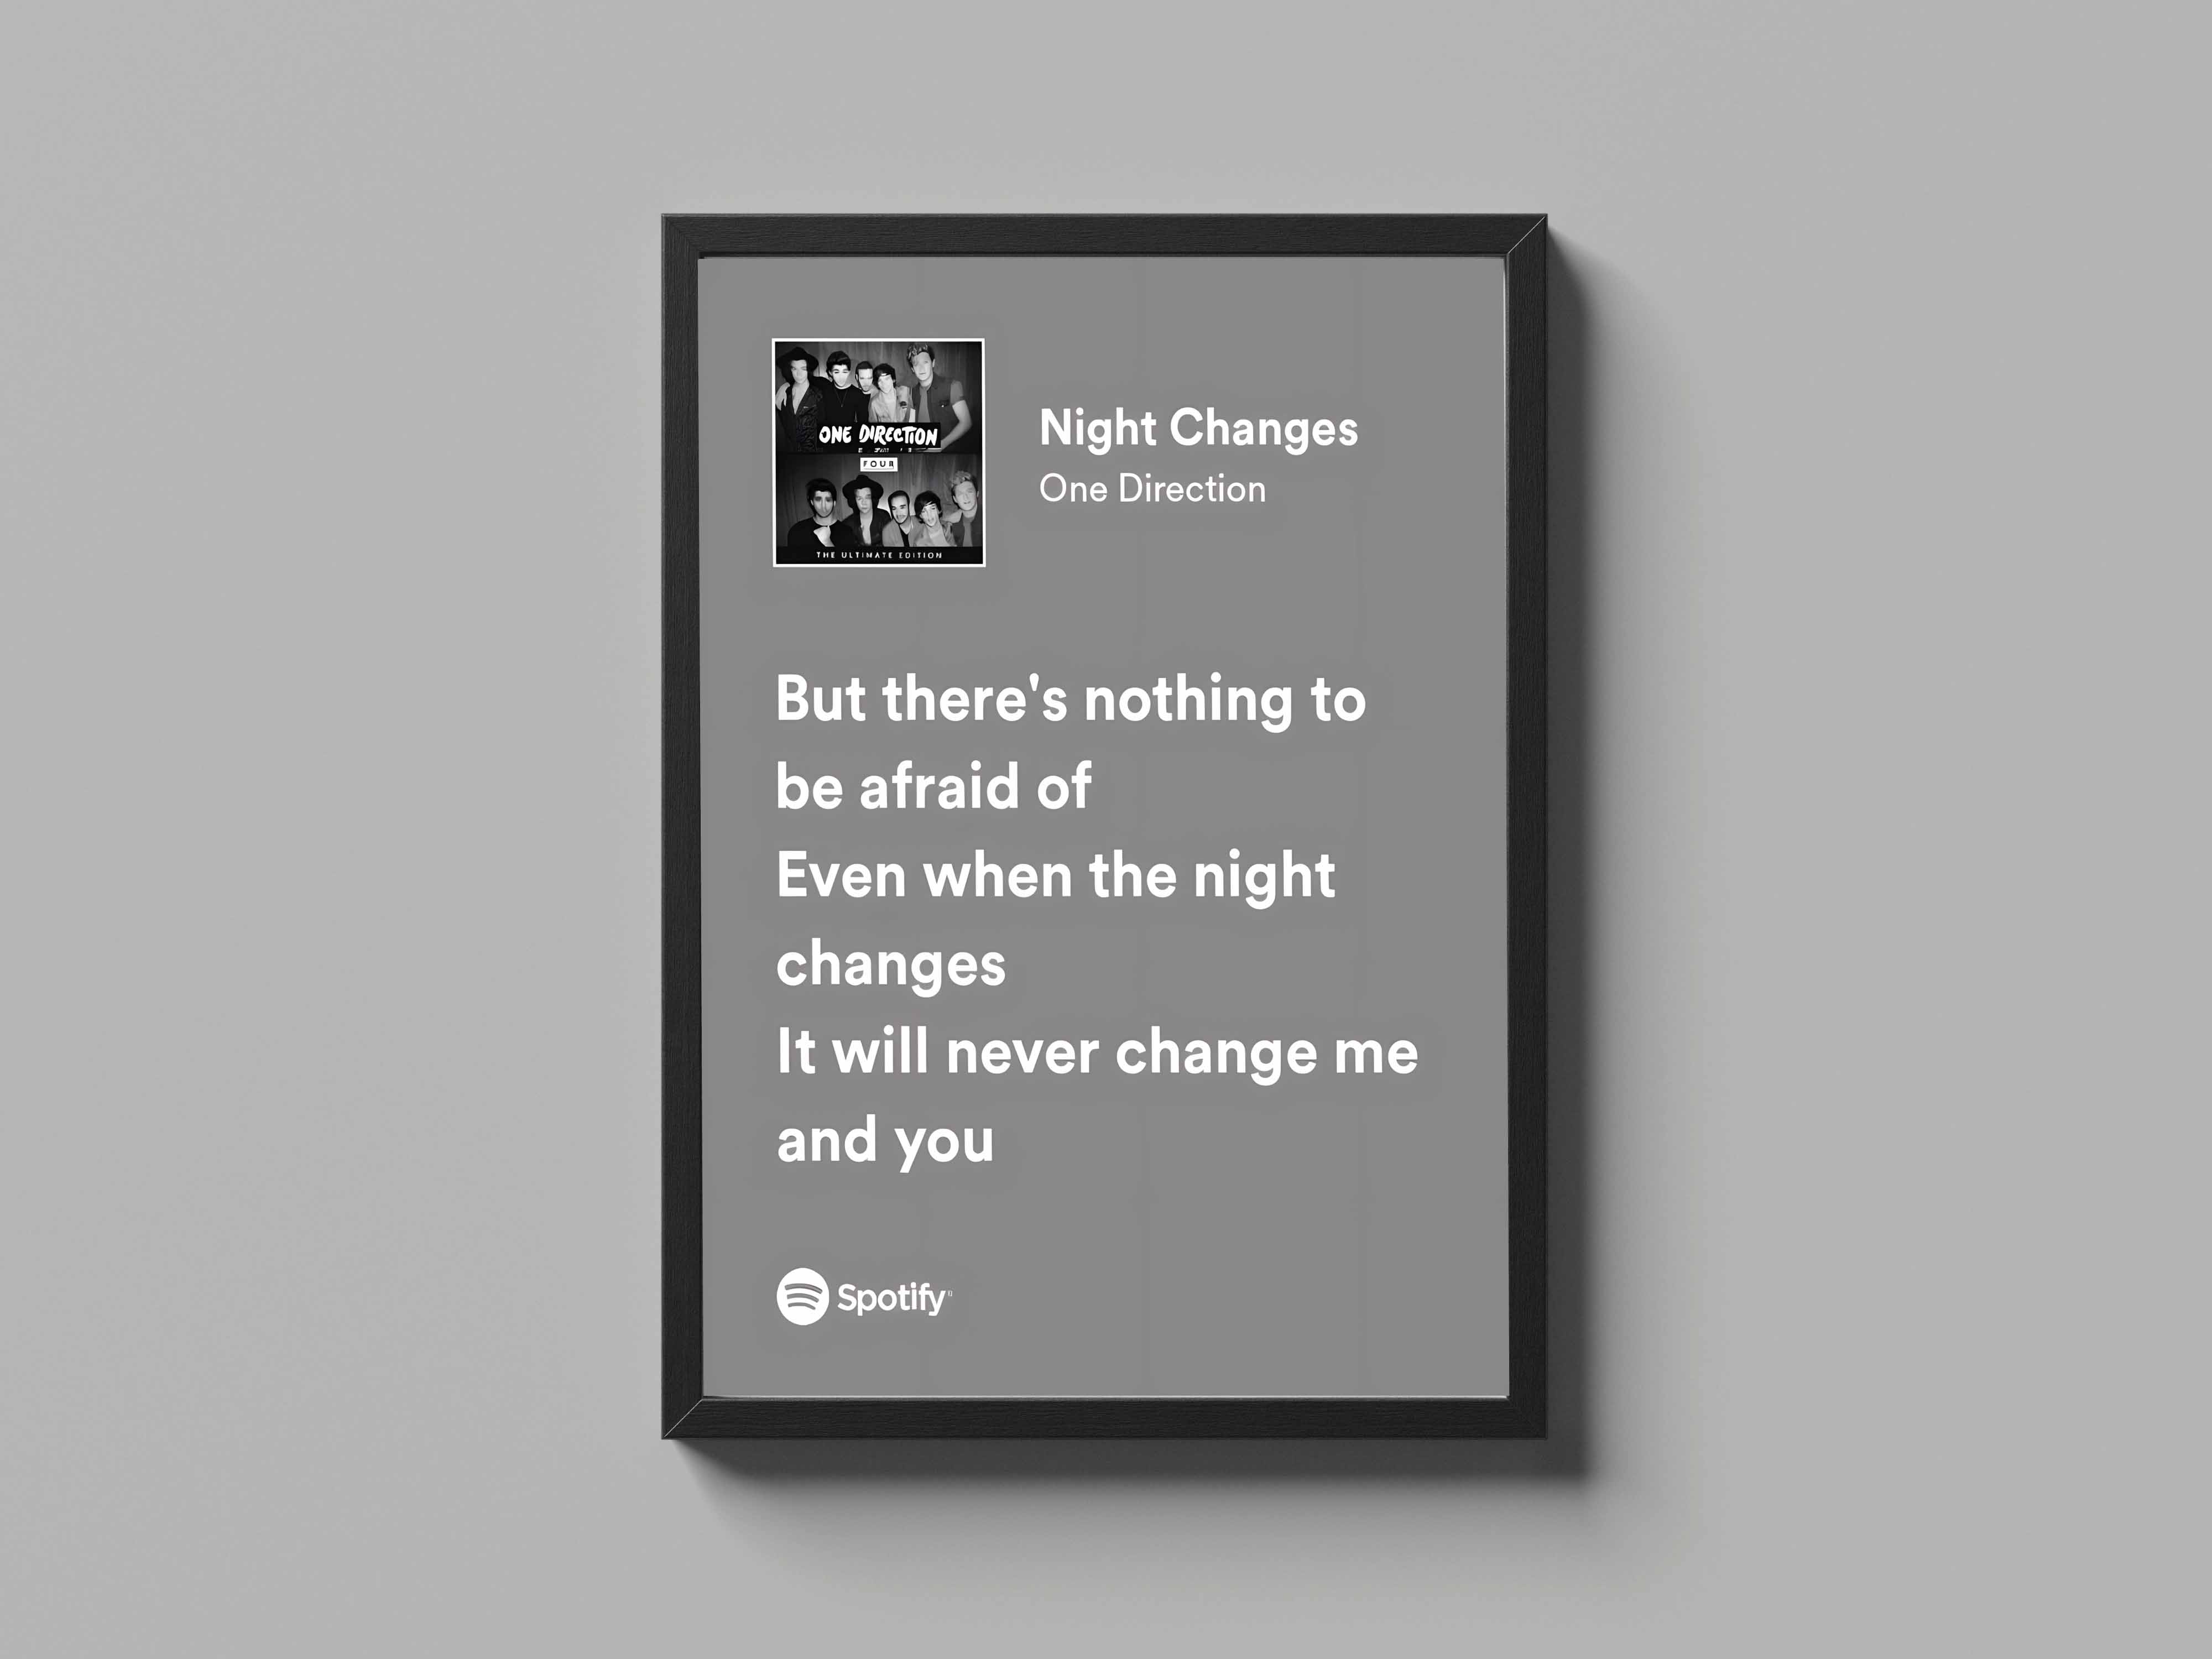 ONE DIRECTION
FOUR
THE ULTIMATE EDITION
Night Changes
One Direction
But there's nothing to
be afraid of
Even when the night
changes
It will never change me
and you
Spotify